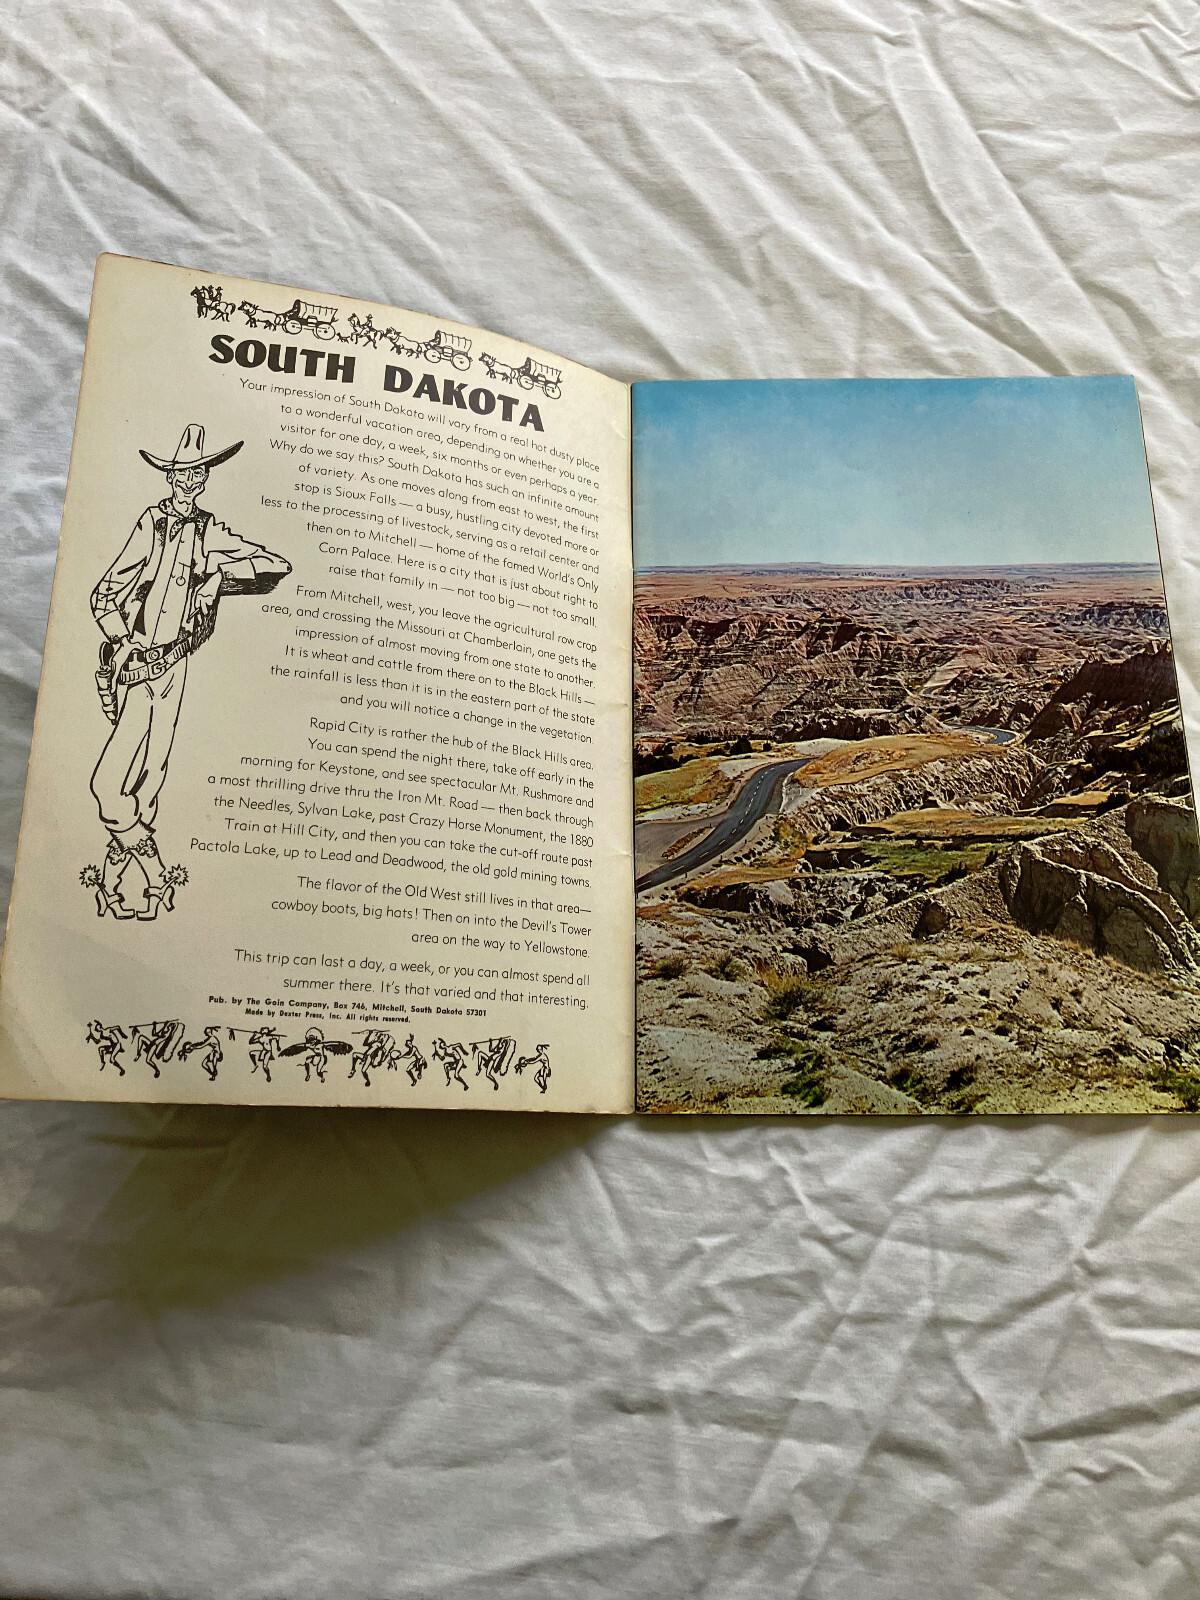 SOUTH DAKOTA
Your impression of South Dakota will vary from a real hot dusty place
to a wonderful vacation area, depending on whether you are a
visitor for one day, a week, six months or even perhaps a year.
Why do we say this? South Dakota has such an infinite amount
of variety. As one moves along from east to west, the first
stop is Sioux Falls — a busy, hustling city devoted more or
less to the processing of livestock, serving as a retail center and
then on to Mitchell — home of the famed World's Only
Corn Palace. Here is a city that is just about right to
raise that family in — not too big — not too small.
From Mitchell, west, you leave the agricultural row crop
area, and crossing the Missouri at Chamberlain, one gets the
impression of almost moving from one state to another.
It is wheat and cattle from there on to the Black Hills —
the rainfall is less than it is in the eastern part of the state
and you will notice a change in the vegetation.
Rapid City is rather the hub of the Black Hills area.
You can spend the night there, take off early in the
morning for Keystone, and see spectacular Mt. Rushmore and
a most thrilling drive thru the Iron Mt. Road — then back through
the Needles, Sylvan Lake, past Crazy Horse Monument, the 1880
Train at Hill City, and then you can take the cut-off route past
Pactola Lake, up to Lead and Deadwood, the old gold mining towns.
The flavor of the Old West still lives in that area—
cowboy boots, big hats! Then on into the Devil's Tower
area on the way to Yellowstone.
This trip can last a day, a week, or you can almost spend all
summer there. It's that varied and that interesting.
Pub. by The Goin Company, Box 746, Mitchell, South Dakota 57301
Made by Dexter Press, Inc. All rights reserved.